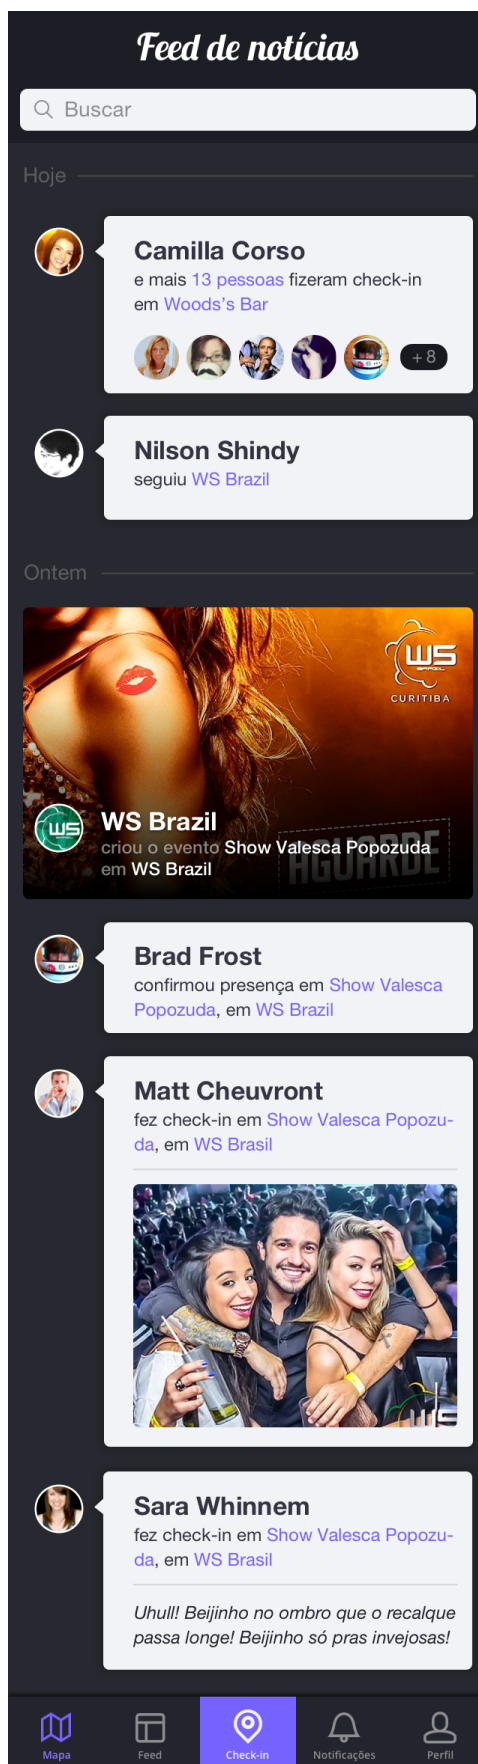 Feed de notícias
Buscar
Hoje
Camilla Corso
e mais 13 pessoas fizeram check-in
em Woods's Bar
+8
Nilson Shindy
seguiu WS Brazil
Ontem
WS
BRAZIL
CURITIBA
WS
WS Brazil
criou o evento Show Valesca Popozuda
em WS Brazil
AGUARDE
Brad Frost
confirmou presença em Show Valesca
Popozuda, em WS Brazil
Matt Cheuvront
fez check-in em Show Valesca Popozu-
da, em WS Brasil
WS
Sara Whinnem
fez check-in em Show Valesca Popozu-
da, em WS Brasil
Uhull! Beijinho no ombro que o recalque
passa longe! Beijinho só pras invejosas!
Mapa Feed Check-in Notificações Perfil